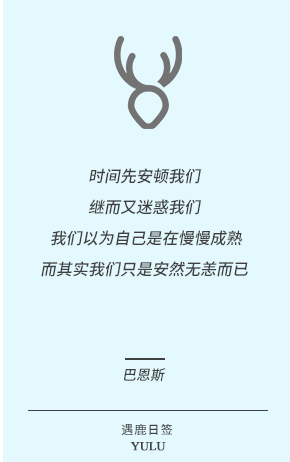 时间先安顿我们
继而又迷惑我们
我们以为自己是在慢慢成熟
而其实我们只是安然无恙而已
巴恩斯
遇鹿日签
YULU